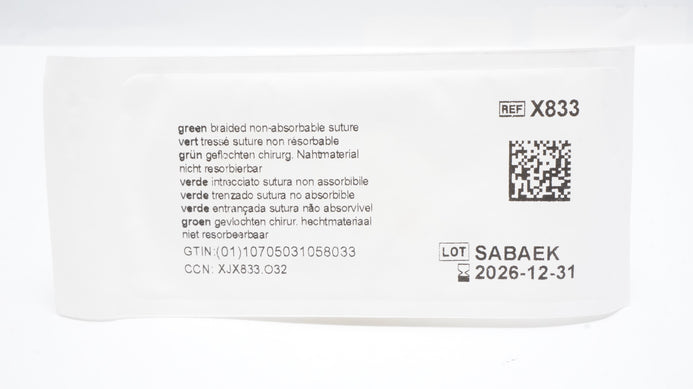 REF X833
green braided non-absorbable suture
vert tressé suture non résorbable
grün geflochten chirurg. Nahtmaterial
nicht resorbierbar
verde intracciato sutura non assorbibile
verde trenzado sutura no absorbible
verde entrançada sutura não absorvivel
groen gevlochten chirur. hechtmateriaal
niet resorbeerbaar
GTIN:(01)10705031058033
CCN: XJX833.O32
LOT SABAEK
2026-12-31